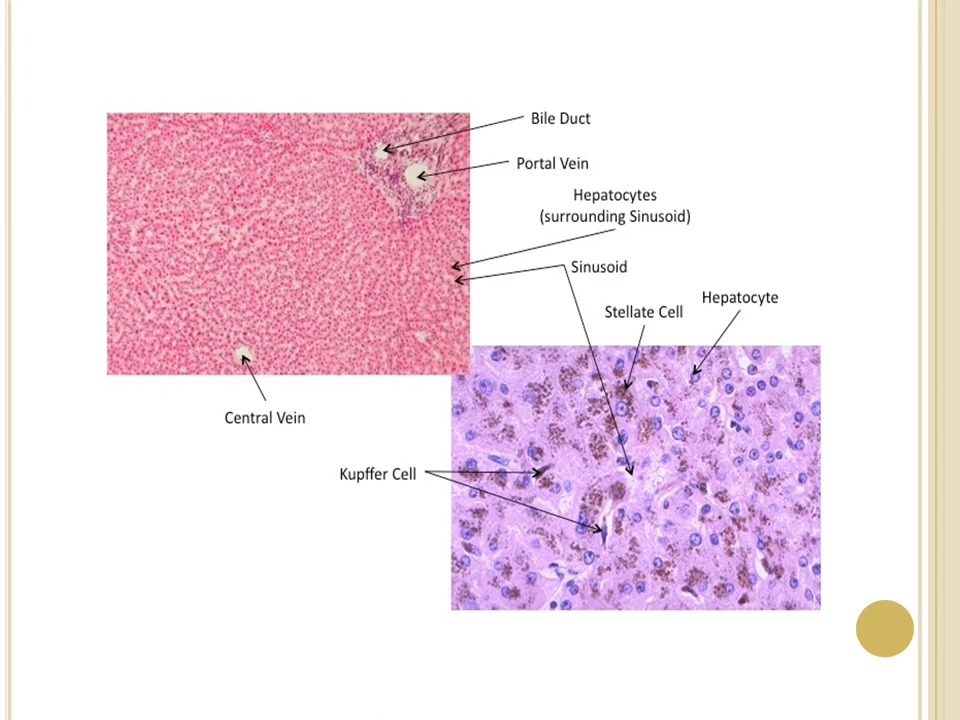 Bile Duct
Portal Vein
Hepatocytes
(surrounding Sinusoid)
Sinusoid
Hepatocyte
Stellate Cell
Central Vein
Kupffer Cell